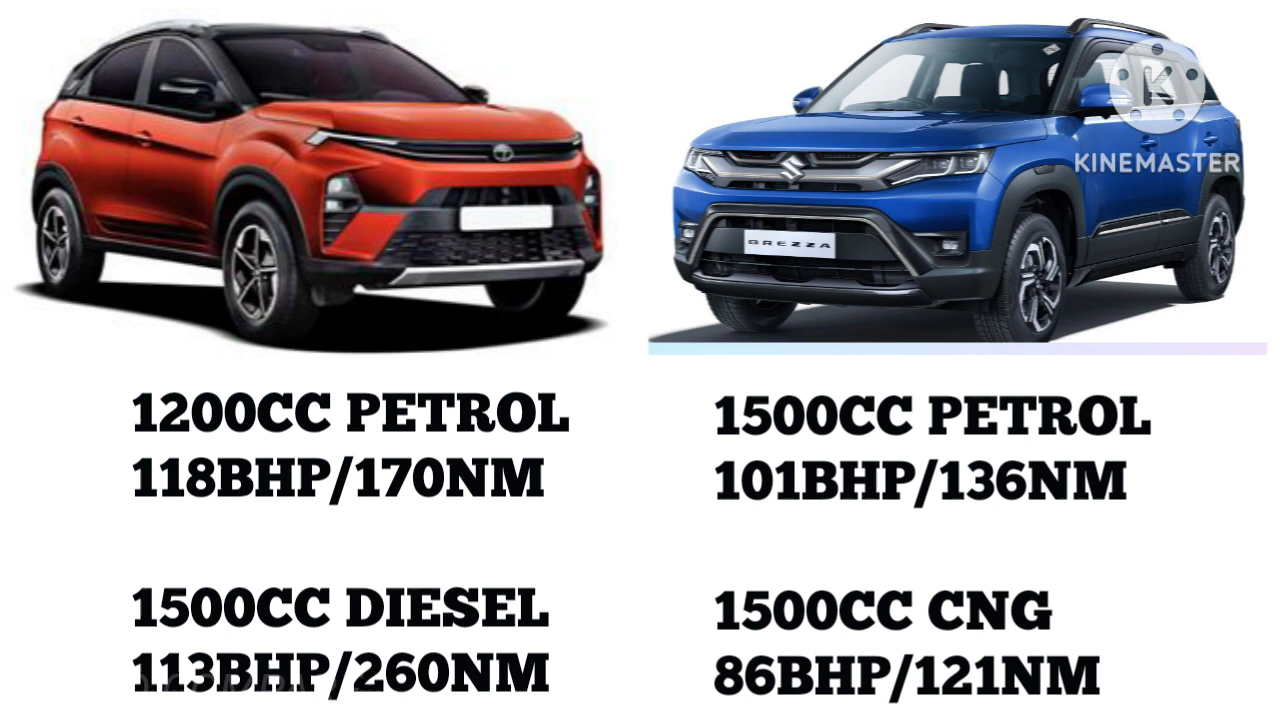 BREZZA
KINEMASTER
1200CC PETROL
118BHP/170NM
1500CC DIESEL
113BHP/260NM
1500CC PETROL
101BHP/136NM
1500CC CNG
86BHP/121NM